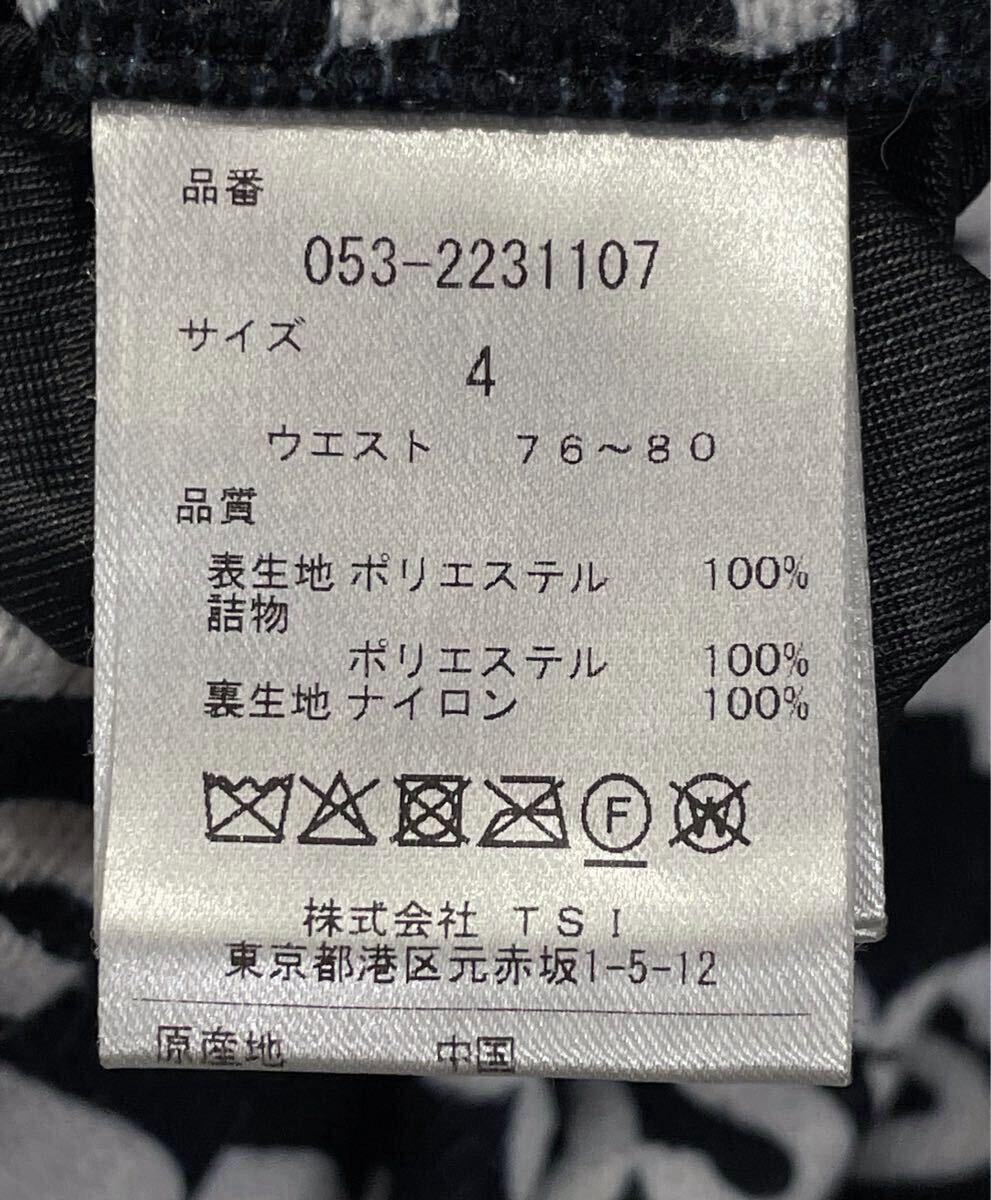 品番
053-2231107
サイズ
4
ウエスト 76~80
品質
表生地 ポリエステル 100%
詰物
ポリエステル 100%
裏生地 ナイロン 100%
F
W
株式会社 TSI
東京都港区元赤坂1-5-12
原産地 中国